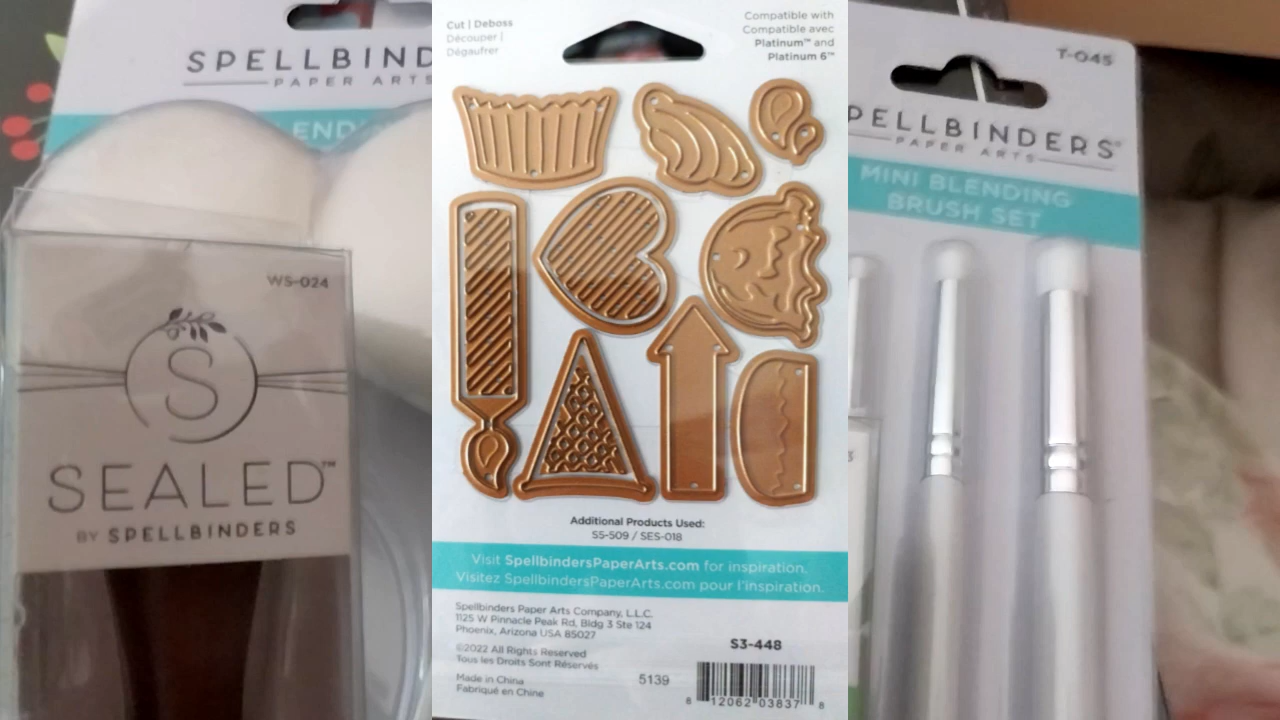 SPELLBIND
PAPER ARTS
END
WS-024
S
SEALED™
BY SPELLBINDERS
Cut | Deboss
Découper |
Dégaufrer
Compatible with
Compatible avec
Platinum™ and
Platinum 6™
Additional Products Used:
S5-509 / SES-018
Visit SpellbindersPaperArts.com for inspiration.
Visitez SpellbindersPaperArts.com pour l'inspiration.
Spellbinders Paper Arts Company, L.L.C.
1125 W Pinnacle Peak Rd, Bldg 3 Ste 124
Phoenix, Arizona USA 85027
©2022 All Rights Reserved
Tous les Droits Sont Réservés
Made in China
Fabriqué en Chine
5139
S3-448
8 12062 03837 8
T-045
PELLBINDERS®
PAPER ARTS
MINI BLENDING
BRUSH SET
3